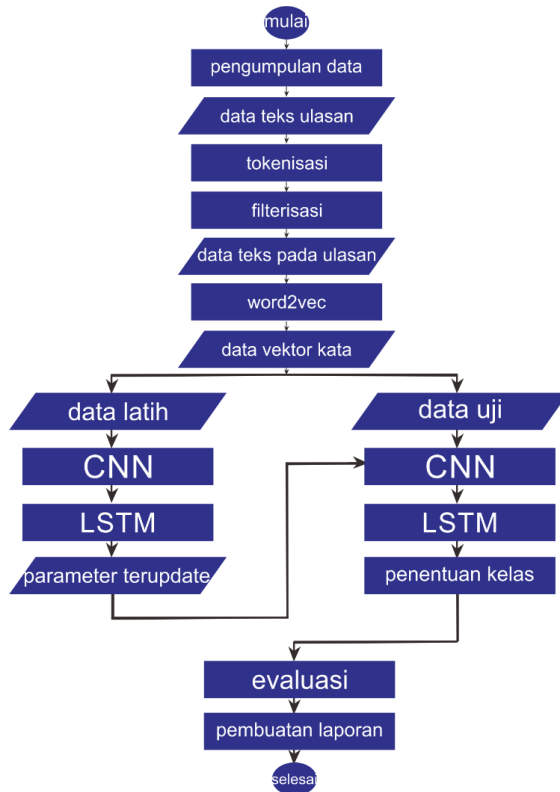 mulai
pengumpulan data
data teks ulasan
tokenisasi
filterisasi
data teks pada ulasan
word2vec
data vektor kata
data latih
CNN
LSTM
parameter terupdate
data uji
CNN
LSTM
penentuan kelas
evaluasi
pembuatan laporan
selesai